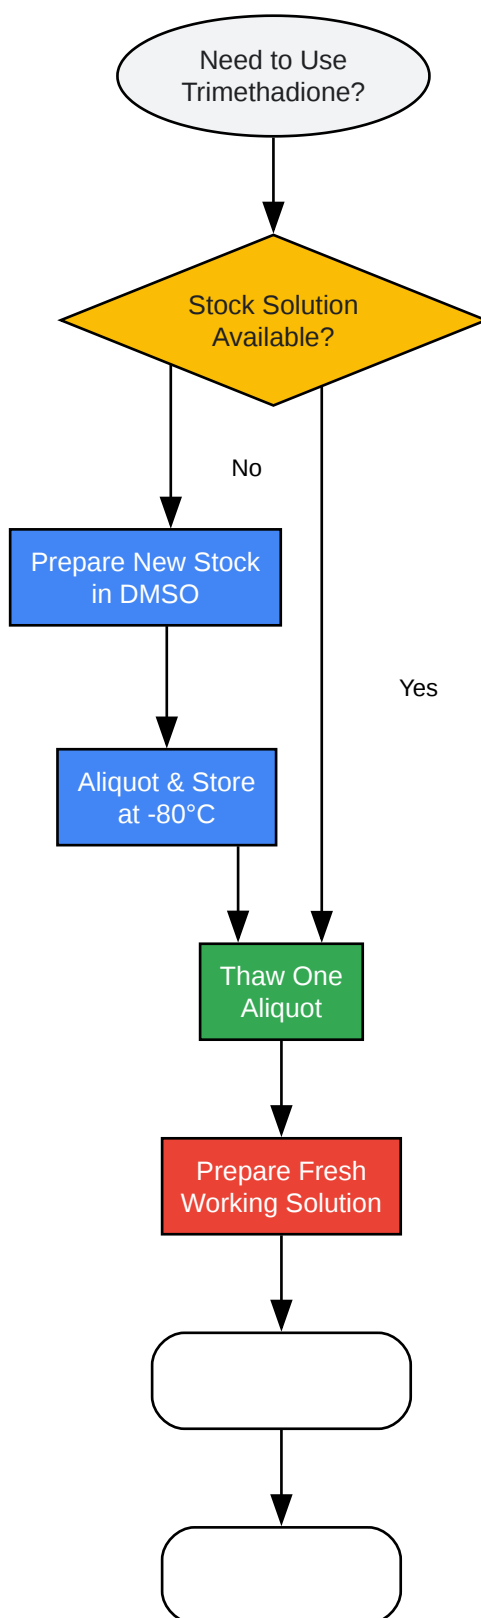 Need to Use
Trimethadione?
Stock Solution
Available?
No
Prepare New Stock
in DMSO
Yes
Aliquot & Store
at -80°C
Thaw One
Aliquot
Prepare Fresh
Working Solution